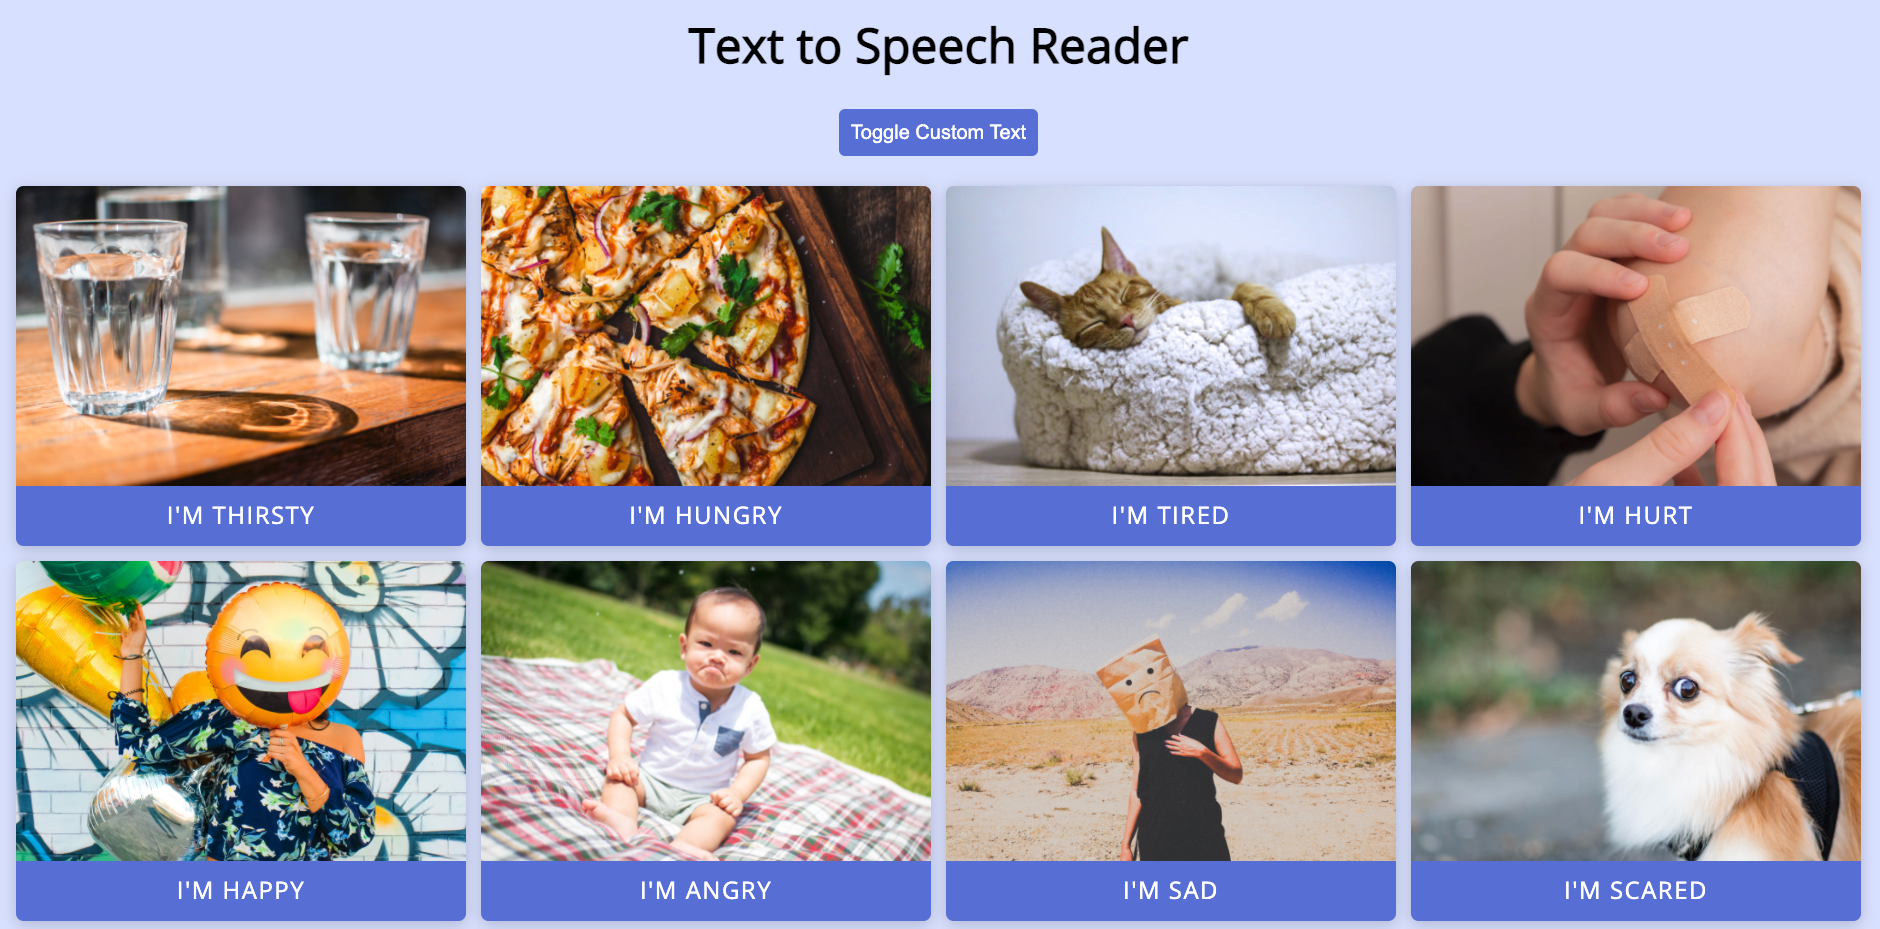 Text to Speech Reader
Toggle Custom Text
I'M THIRSTY
I'M HUNGRY
I'M TIRED
I'M HURT
I'M HAPPY
I'M ANGRY
I'M SAD
I'M SCARED